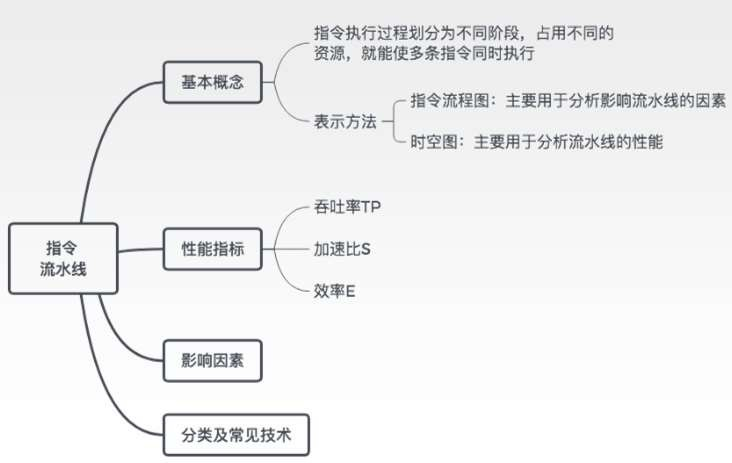 指令执行过程划分为不同阶段，占用不同的
资源，就能使多条指令同时执行
基本概念
指令流程图：主要用于分析影响流水线的因素
表示方法
时空图：主要用于分析流水线的性能
吞吐率TP
指令
流水线
性能指标
加速比S
效率E
影响因素
分类及常见技术